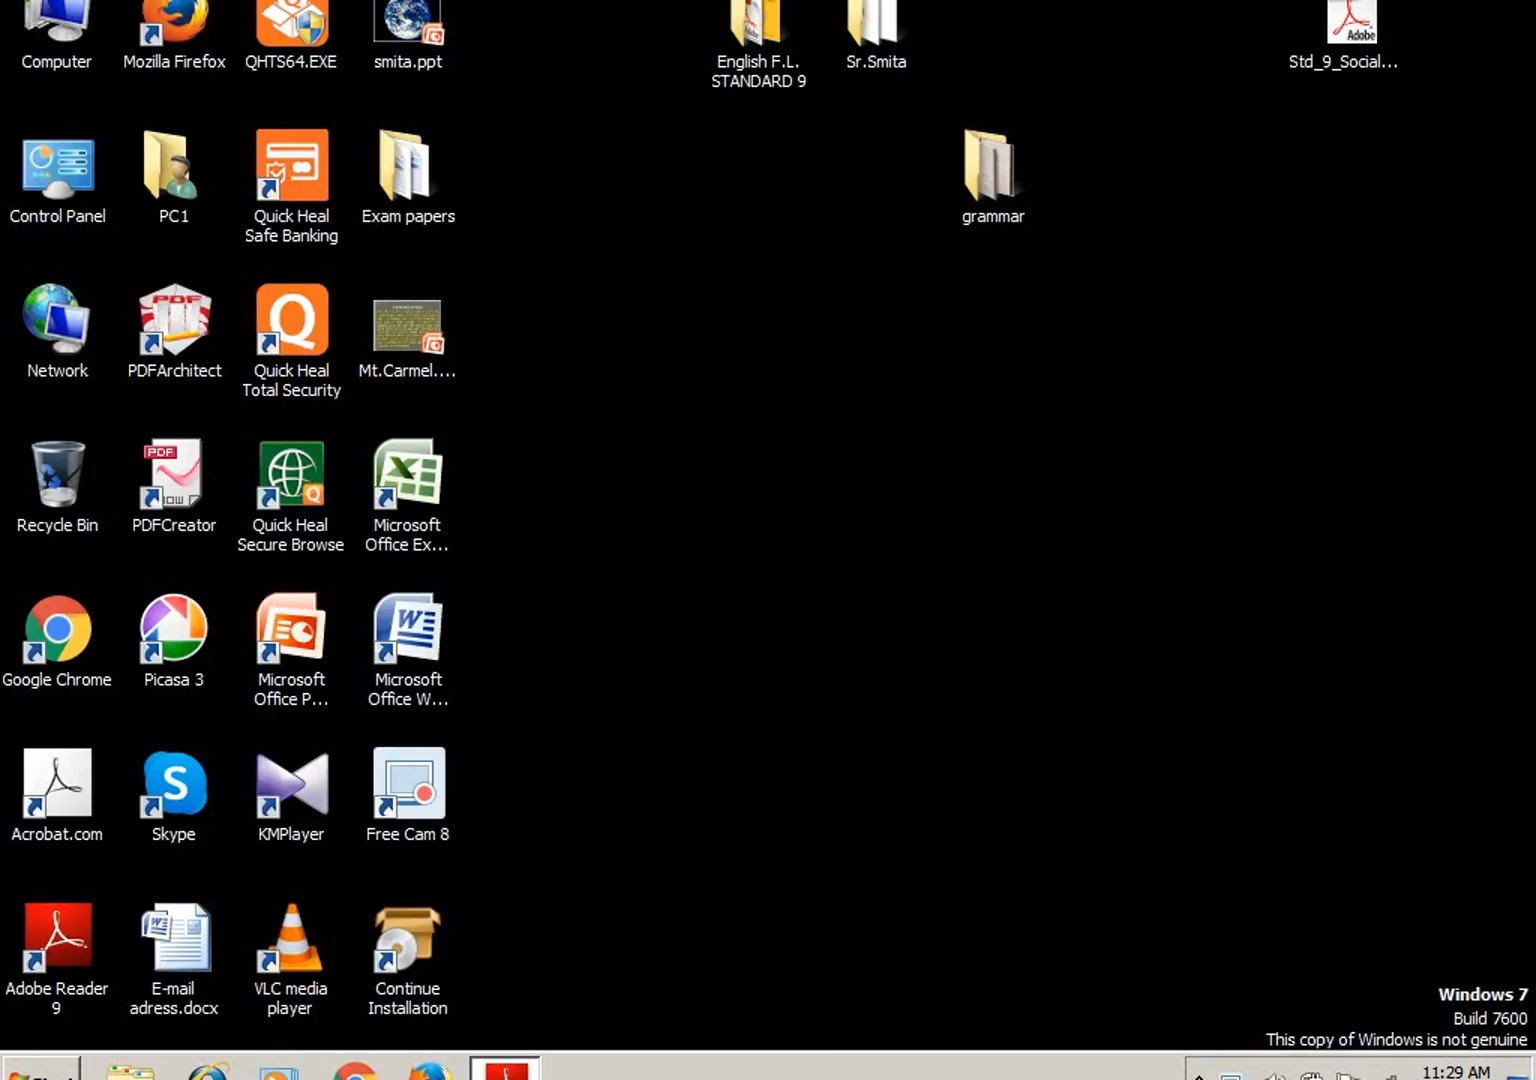 Computer
Mozilla Firefox
QHTS64.EXE
smita.ppt
English F.L.
STANDARD 9
Sr.Smita
Adobe
Std_9_Social...
Control Panel
PC1
Quick Heal
Safe Banking
Exam papers
grammar
Network
PDF
PDFArchitect
Quick Heal
Total Security
Mt.Carmel....
Recycle Bin
PDF
PDFCreator
Quick Heal
Secure Browse
Microsoft
Office Ex...
Google Chrome
Picasa 3
Microsoft
Office P...
Microsoft
Office W...
Acrobat.com
Skype
KMPlayer
Free Cam 8
Adobe Reader
9
E-mail
adress.docx
VLC media
player
Continue
Installation
Windows 7
Build 7600
This copy of Windows is not genuine
11:29 AM